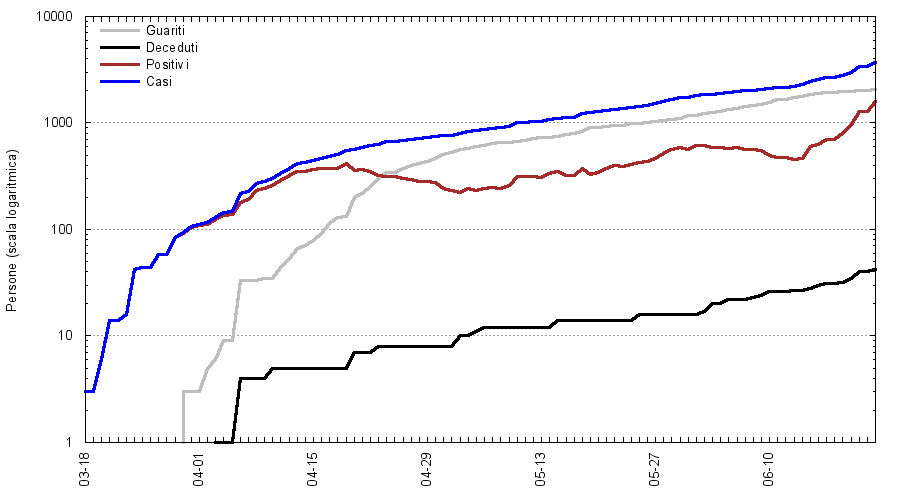 10000
1000
100
10
1
Persone (scala logaritmica)
Guariti
Deceduti
Positivi
Casi
03-18
04-01
04-15
04-29
05-13
05-27
06-10